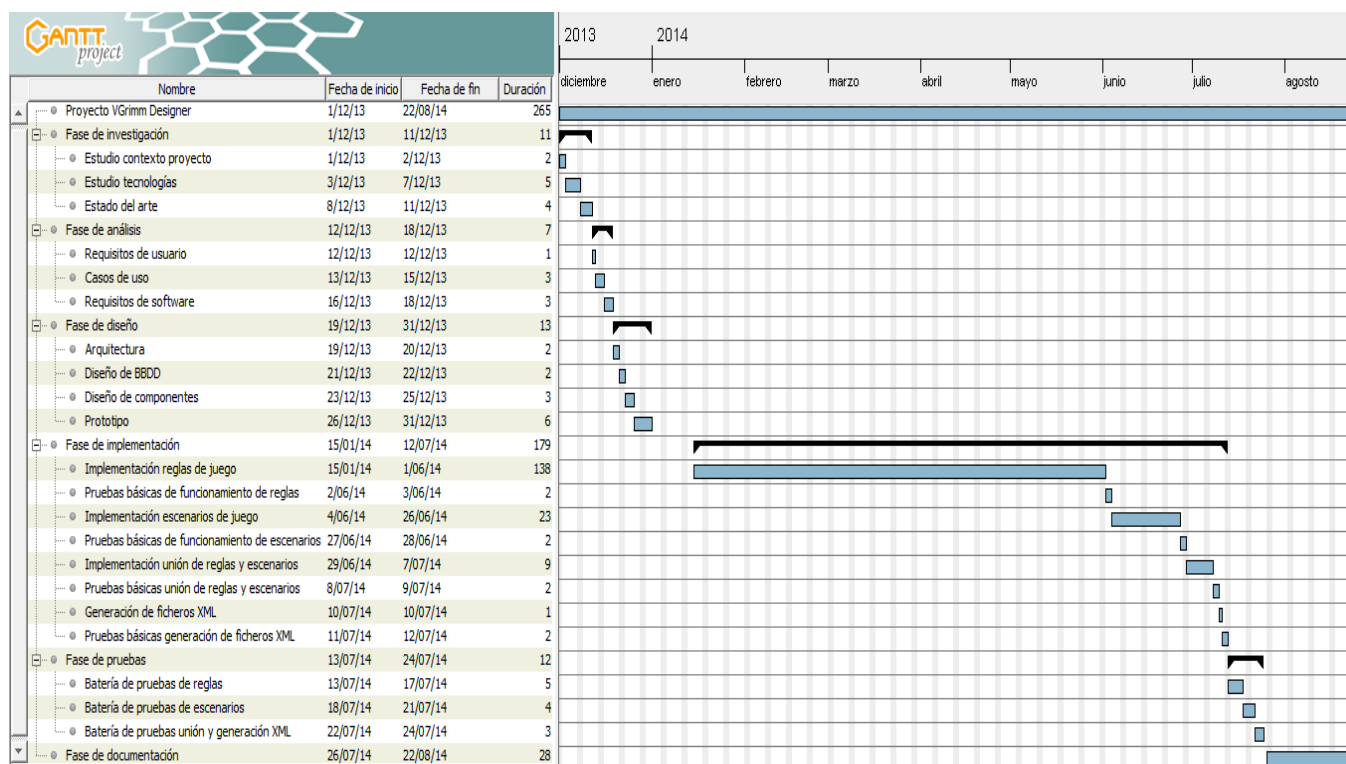 GANTT
project
2013 2014
diciembre enero febrero marzo abril mayo junio julio agosto
Nombre Fecha de inicio Fecha de fin Duración
Proyecto VGrimm Designer 1/12/13 22/08/14 265
Fase de investigación 1/12/13 11/12/13 11
Estudio contexto proyecto 1/12/13 2/12/13 2
Estudio tecnologías 3/12/13 7/12/13 5
Estado del arte 8/12/13 11/12/13 4
Fase de análisis 12/12/13 18/12/13 7
Requisitos de usuario 12/12/13 12/12/13 1
Casos de uso 13/12/13 15/12/13 3
Requisitos de software 16/12/13 18/12/13 3
Fase de diseño 19/12/13 31/12/13 13
Arquitectura 19/12/13 20/12/13 2
Diseño de BBDD 21/12/13 22/12/13 2
Diseño de componentes 23/12/13 25/12/13 3
Prototipo 26/12/13 31/12/13 6
Fase de implementación 15/01/14 12/07/14 179
Implementación reglas de juego 15/01/14 1/06/14 138
Pruebas básicas de funcionamiento de reglas 2/06/14 3/06/14 2
Implementación escenarios de juego 4/06/14 26/06/14 23
Pruebas básicas de funcionamiento de escenarios 27/06/14 28/06/14 2
Implementación unión de reglas y escenarios 29/06/14 7/07/14 9
Pruebas básicas unión de reglas y escenarios 8/07/14 9/07/14 2
Generación de ficheros XML 10/07/14 10/07/14 1
Pruebas básicas generación de ficheros XML 11/07/14 12/07/14 2
Fase de pruebas 13/07/14 24/07/14 12
Batería de pruebas de reglas 13/07/14 17/07/14 5
Batería de pruebas de escenarios 18/07/14 21/07/14 4
Batería de pruebas unión y generación XML 22/07/14 24/07/14 3
Fase de documentación 26/07/14 22/08/14 28